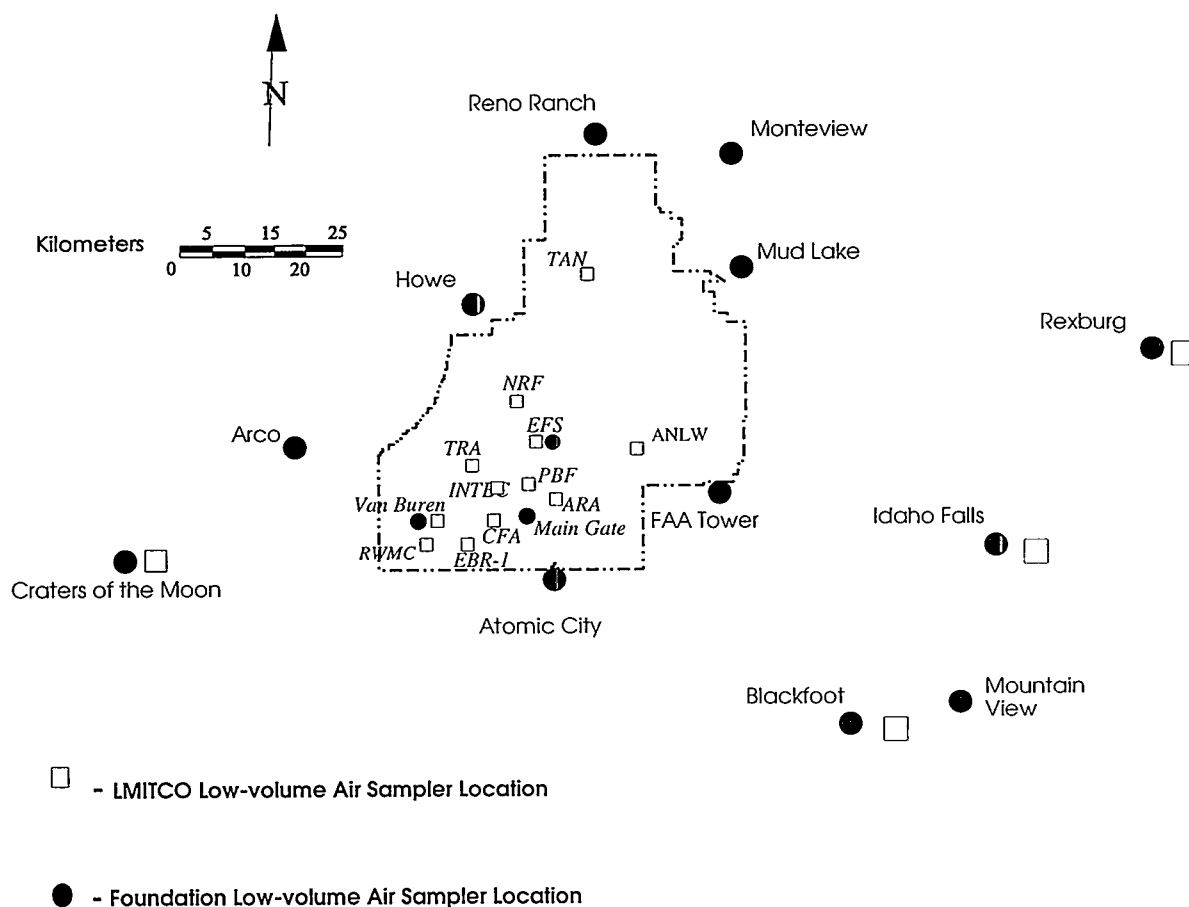 N
Reno Ranch
Monteview
Kilometers
5 15 25
0 10 20
TAN
Mud Lake
Howe
Rexburg
NRF
EFS
Arco
TRA
ANLW
INTEC
PBF
Van Buren
ARA
CFA
Main Gate
FAA Tower
Idaho Falls
RWMC
EBR-1
Craters of the Moon
Atomic City
Blackfoot
Mountain
View
- LMITCO Low-volume Air Sampler Location
- Foundation Low-volume Air Sampler Location